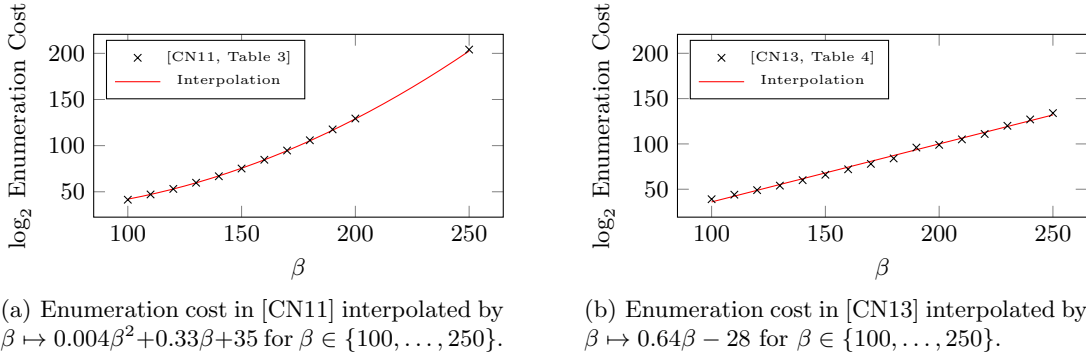 log₂ Enumeration Cost
200
150
100
50
[CN11, Table 3]
Interpolation
100
150
200
250
β
(a) Enumeration cost in [CN11] interpolated by
β ↦ 0.004β²+0.33β+35 for β ∈ {100, . . . , 250}.
log₂ Enumeration Cost
200
150
100
50
[CN13, Table 4]
Interpolation
100
150
200
250
β
(b) Enumeration cost in [CN13] interpolated by
β ↦ 0.64β − 28 for β ∈ {100, . . . , 250}.